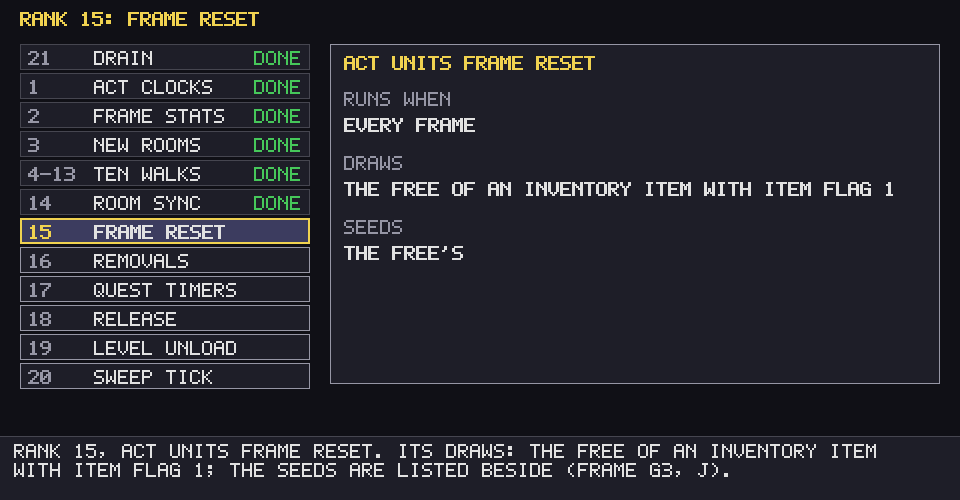 RANK 15: FRAME RESET
21 DRAIN DONE
1 ACT CLOCKS DONE
2 FRAME STATS DONE
3 NEW ROOMS DONE
4-13 TEN WALKS DONE
14 ROOM SYNC DONE
15 FRAME RESET
16 REMOVALS
17 QUEST TIMERS
18 RELEASE
19 LEVEL UNLOAD
20 SWEEP TICK
ACT UNITS FRAME RESET
RUNS WHEN
EVERY FRAME
DRAWS
THE FREE OF AN INVENTORY ITEM WITH ITEM FLAG 1
SEEDS
THE FREE'S
RANK 15, ACT UNITS FRAME RESET. ITS DRAWS: THE FREE OF AN INVENTORY ITEM
WITH ITEM FLAG 1; THE SEEDS ARE LISTED BESIDE (FRAME G3, J).